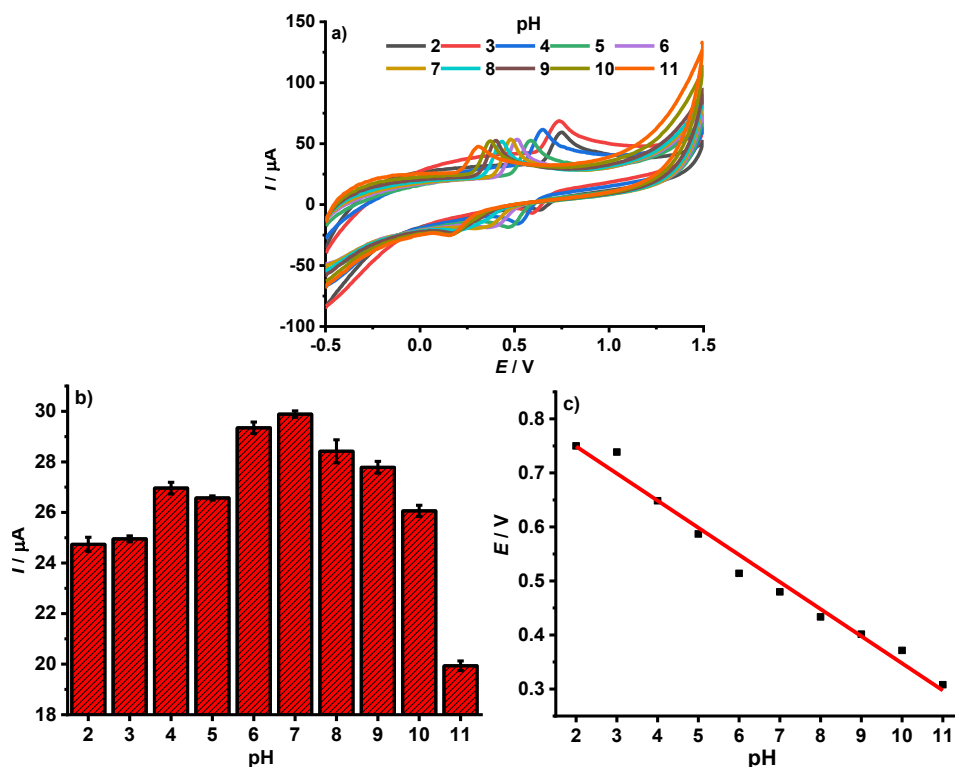 a)
pH
2 3 4 5 6
7 8 9 10 11
I / µA
150
100
50
0
-50
-100
-0.5 0.0 0.5 1.0 1.5
E / V
b)
I / µA
30
28
26
24
22
20
18
2 3 4 5 6 7 8 9 10 11
pH
c)
E / V
0.8
0.7
0.6
0.5
0.4
0.3
2 3 4 5 6 7 8 9 10 11
pH